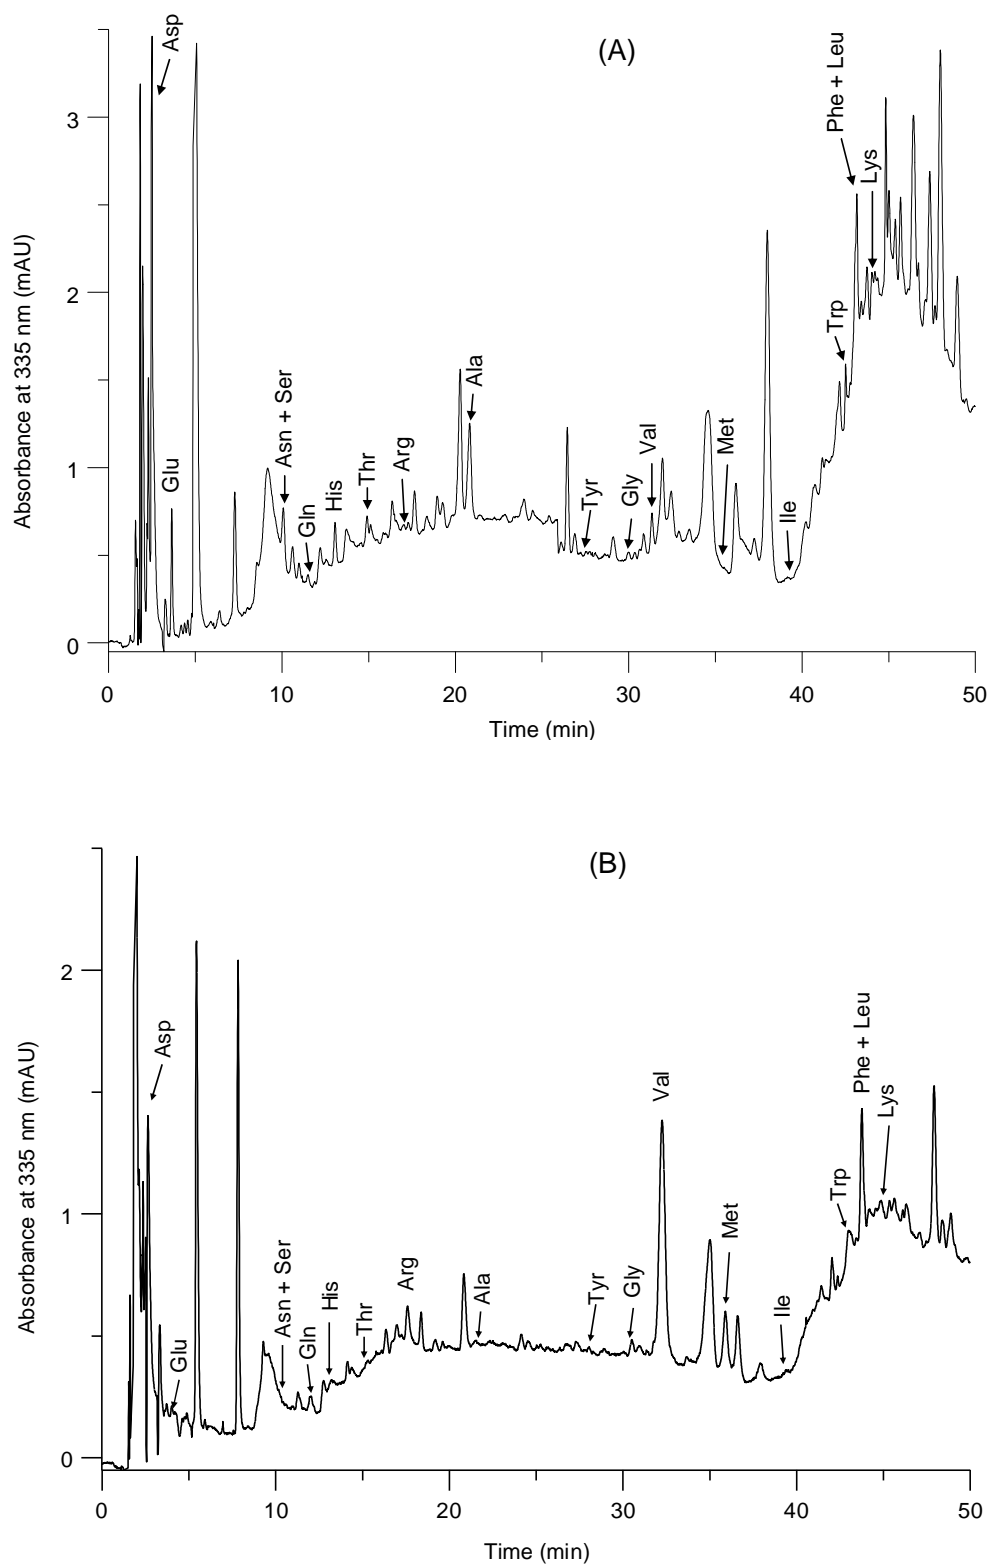 (A)
Asp
Phe + Leu
Lys
3
2
Trp
Ala
Asn + Ser
Val
Met
Arg
Thr
Glu
His
Gly
Tyr
Ile
Gln
1
0
Absorbance at 335 nm (mAU)
0 10 20 30 40 50
Time (min)
(B)
2
Asp
Phe + Leu
Val
Lys
1
Trp
Met
Arg
Asn + Ser
His
Gly
Ala
Tyr
Ile
Thr
Gln
Glu
0
Absorbance at 335 nm (mAU)
0 10 20 30 40 50
Time (min)